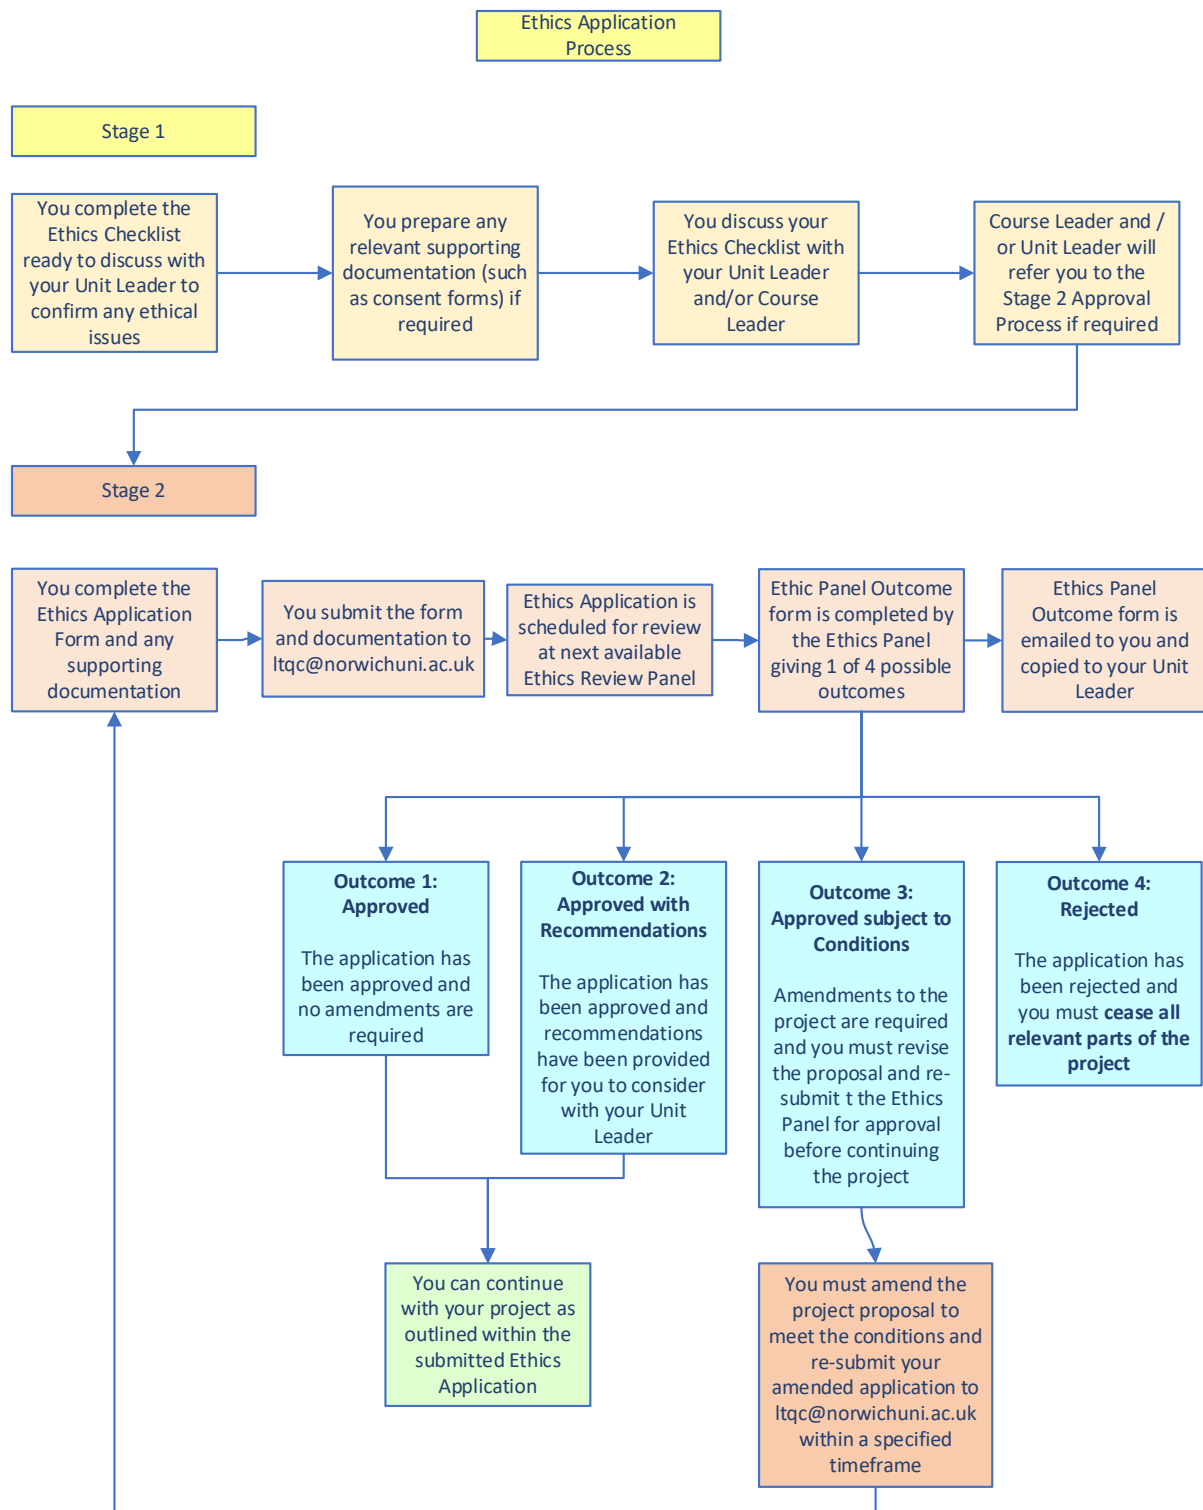 Ethics Application
Process
Stage 1
You complete the
Ethics Checklist
ready to discuss with
your Unit Leader to
confirm any ethical
issues
You prepare any
relevant supporting
documentation (such
as consent forms) if
required
You discuss your
Ethics Checklist with
your Unit Leader
and/or Course
Leader
Course Leader and /
or Unit Leader will
refer you to the
Stage 2 Approval
Process if required
Stage 2
You complete the
Ethics Application
Form and any
supporting
documentation
You submit the form
and documentation to
ltqc@norwichuni.ac.uk
Ethics Application is
scheduled for review
at next available
Ethics Review Panel
Ethic Panel Outcome
form is completed by
the Ethics Panel
giving 1 of 4 possible
outcomes
Ethics Panel
Outcome form is
emailed to you and
copied to your Unit
Leader
Outcome 1:
Approved
The application has
been approved and
no amendments are
required
Outcome 2:
Approved with
Recommendations
The application has
been approved and
recommendations
have been provided
for you to consider
with your Unit
Leader
Outcome 3:
Approved subject to
Conditions
Amendments to the
project are required
and you must revise
the proposal and re-
submit t the Ethics
Panel for approval
before continuing
the project
Outcome 4:
Rejected
The application has
been rejected and
you must cease all
relevant parts of the
project
You can continue
with your project as
outlined within the
submitted Ethics
Application
You must amend the
project proposal to
meet the conditions and
re-submit your
amended application to
ltqc@norwichuni.ac.uk
within a specified
timeframe